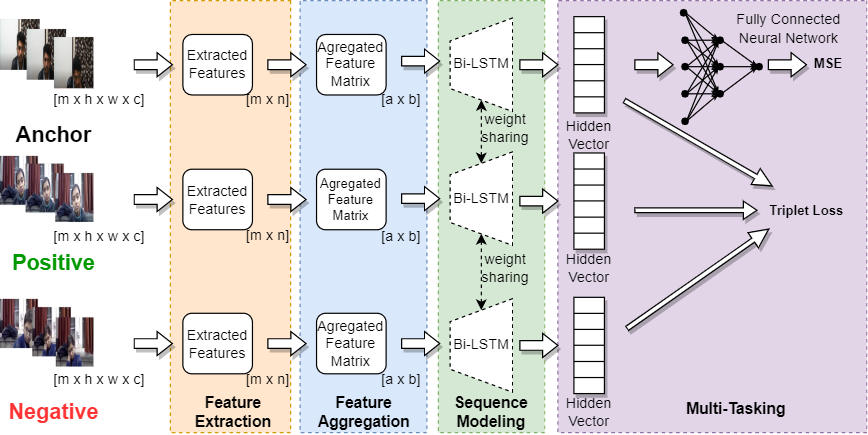 Extracted
Features
[m x h x w x c]
[m x n]
Agregated
Feature
Matrix
[a x b]
Bi-LSTM
Hidden
Vector
Fully Connected
Neural Network
MSE
Anchor
weight
sharing
Extracted
Features
[m x h x w x c]
[m x n]
Agregated
Feature
Matrix
[a x b]
Bi-LSTM
Hidden
Vector
Triplet Loss
Positive
weight
sharing
Extracted
Features
[m x h x w x c]
[m x n]
Agregated
Feature
Matrix
[a x b]
Bi-LSTM
Hidden
Vector
Negative
Feature
Extraction
Feature
Aggregation
Sequence
Modeling
Multi-Tasking